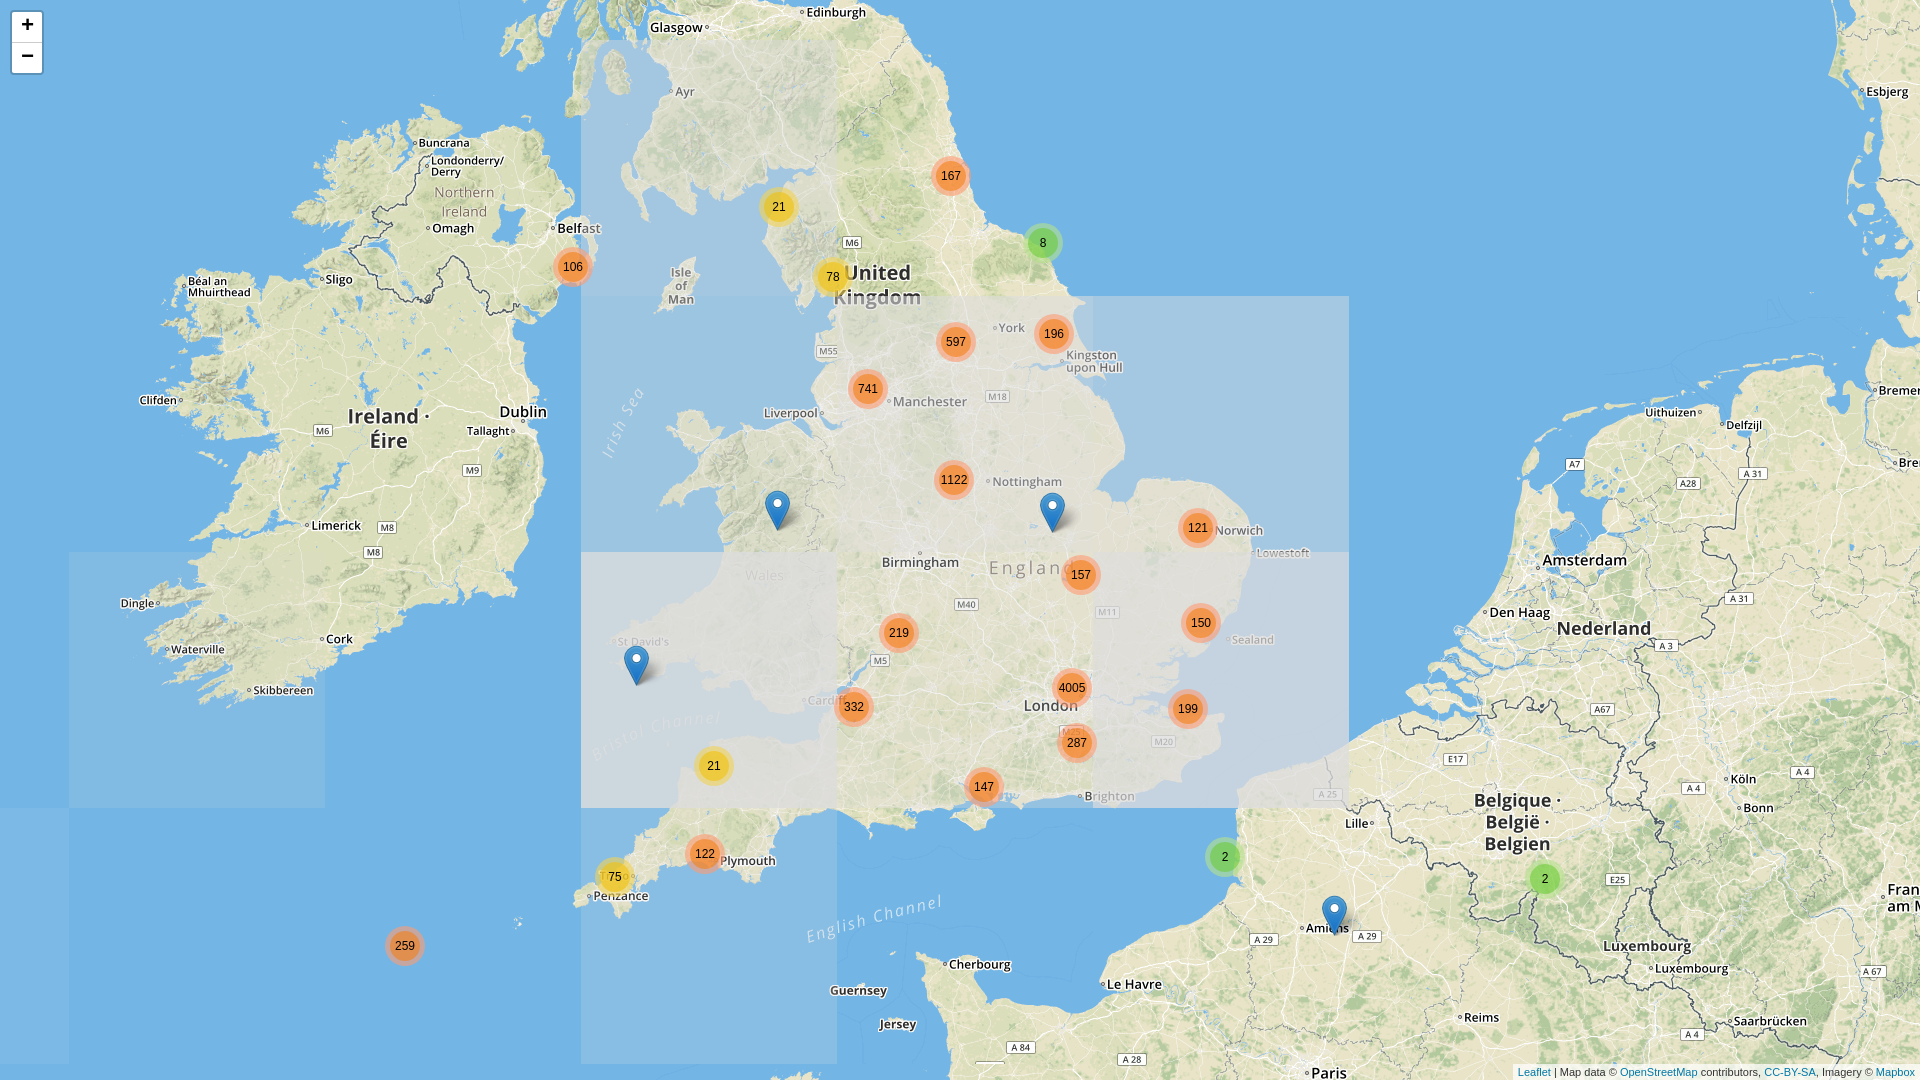 +
−
Glasgow
Edinburgh
Ayr
Esbjerg
Buncrana
Londonderry/
Derry
Northern
Ireland
Omagh
Belfast
167
21
8
M6
106
78
United
Kingdom
Isle
of
Man
Sligo
Béal an
Mhuirthead
York
196
597
M55
Kingston
upon Hull
741
Manchester
M18
Liverpool
Irish Sea
Clifden
Ireland ·
Éire
Dublin
Tallaght
M6
M9
Uithuizen
Delfzijl
Bremer
A7
A 31
A28
Bre
1122
Nottingham
Limerick
M8
M8
121
Norwich
Lowestoft
Birmingham
England
157
Wales
Amsterdam
M40
M11
Dingle
Cork
Waterville
Skibbereen
St David's
219
M5
150
Sealand
Den Haag
Nederland
A 31
A 3
Cardiff
332
4005
London
199
A67
Bristol Channel
287
M20
E17
21
147
Brighton
A 25
Köln
A 4
A 4
Bonn
Belgique ·
België ·
Belgien
Lille
122
Plymouth
75
Penzance
2
2
E25
Fran
am M
English Channel
259
Amiens
A 29
A 29
Luxembourg
Luxembourg
A 67
Cherbourg
Guernsey
Le Havre
Jersey
Reims
Saarbrücken
A 84
A 28
A 4
Paris
Leaflet | Map data © OpenStreetMap contributors, CC-BY-SA, Imagery © Mapbox